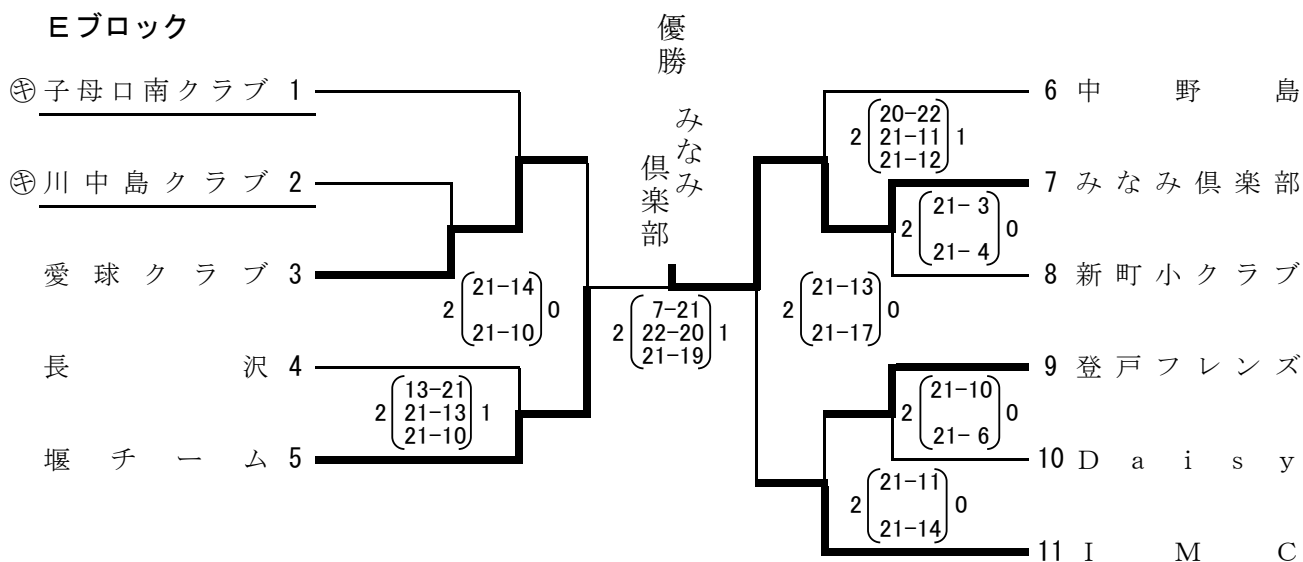 Eブロック
優勝
みなみ
倶楽部
㋖子母口南クラブ 1
㋖川中島クラブ 2
愛球クラブ 3
長沢 4
堰チーム 5
2 21-14 0
21-10
13-21
2 21-13 1
21-10
7-21
2 22-20 1
21-19
6 中野島
20-22
2 21-11 1
21-12
7 みなみ倶楽部
2 21- 3 0
21- 4
8 新町小クラブ
2 21-13 0
21-17
9 登戸フレンズ
2 21-10 0
21- 6
10 Daisy
2 21-11 0
21-14
11 IMC